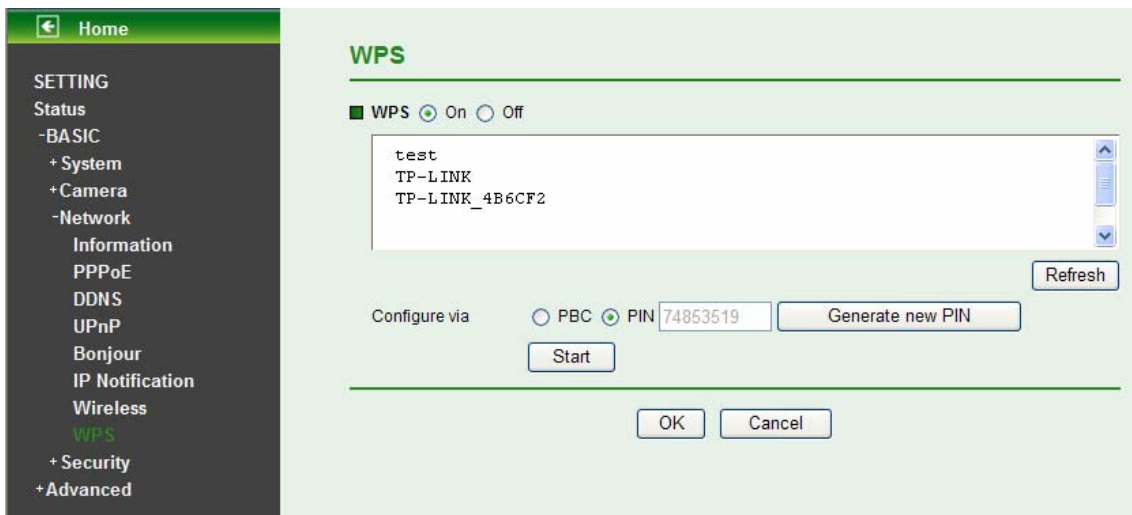 Home
SETTING
Status
-BASIC
+System
+Camera
-Network
Information
PPPoE
DDNS
UPnP
Bonjour
IP Notification
Wireless
WPS
+Security
+Advanced
WPS
WPS On Off
test
TP-LINK
TP-LINK_4B6CF2
Refresh
Configure via PBC PIN 74853519 Generate new PIN
Start
OK Cancel